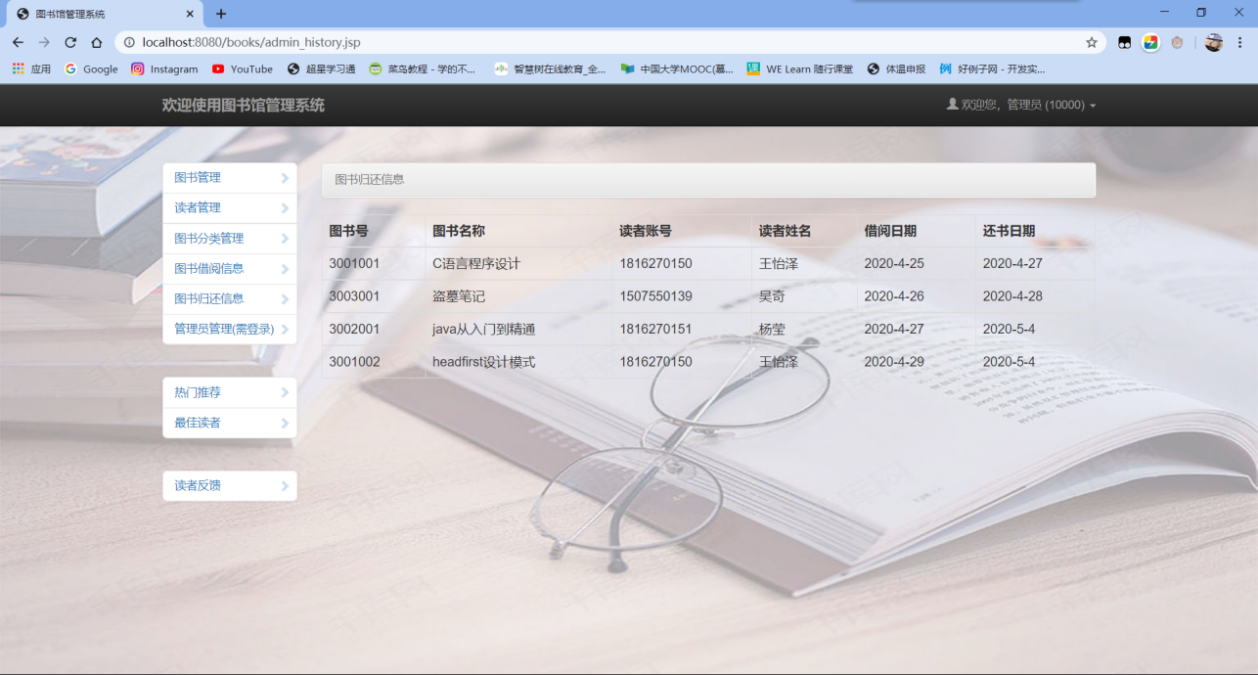 图书馆管理系统
localhost:8080/books/admin_history.jsp
应用 Google Instagram YouTube 超星学习通 菜鸟教程 - 学的不... 智慧树在线教育_全... 中国大学MOOC(慕... WE Learn 随行课堂 体温申报 好例子网 - 开发实...
欢迎使用图书馆管理系统 欢迎您，管理员 (10000)
图书管理
读者管理
图书分类管理
图书借阅信息
图书归还信息
管理员管理(需登录)
热门推荐
最佳读者
读者反馈
图书归还信息
图书号 图书名称 读者账号 读者姓名 借阅日期 还书日期
3001001 C语言程序设计 1816270150 王怡泽 2020-4-25 2020-4-27
3003001 盗墓笔记 1507550139 吴奇 2020-4-26 2020-4-28
3002001 java从入门到精通 1816270151 杨莹 2020-4-27 2020-5-4
3001002 headfirst设计模式 1816270150 王怡泽 2020-4-29 2020-5-4